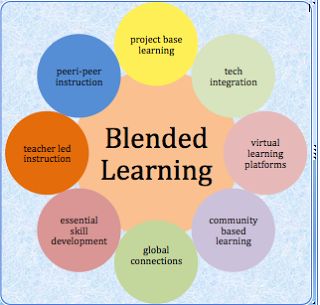 project base
learning
tech
integration
virtual
learning
platforms
community
based
learning
global
connections
essential
skill
development
teacher led
instruction
peeri-peer
instruction
Blended
Learning